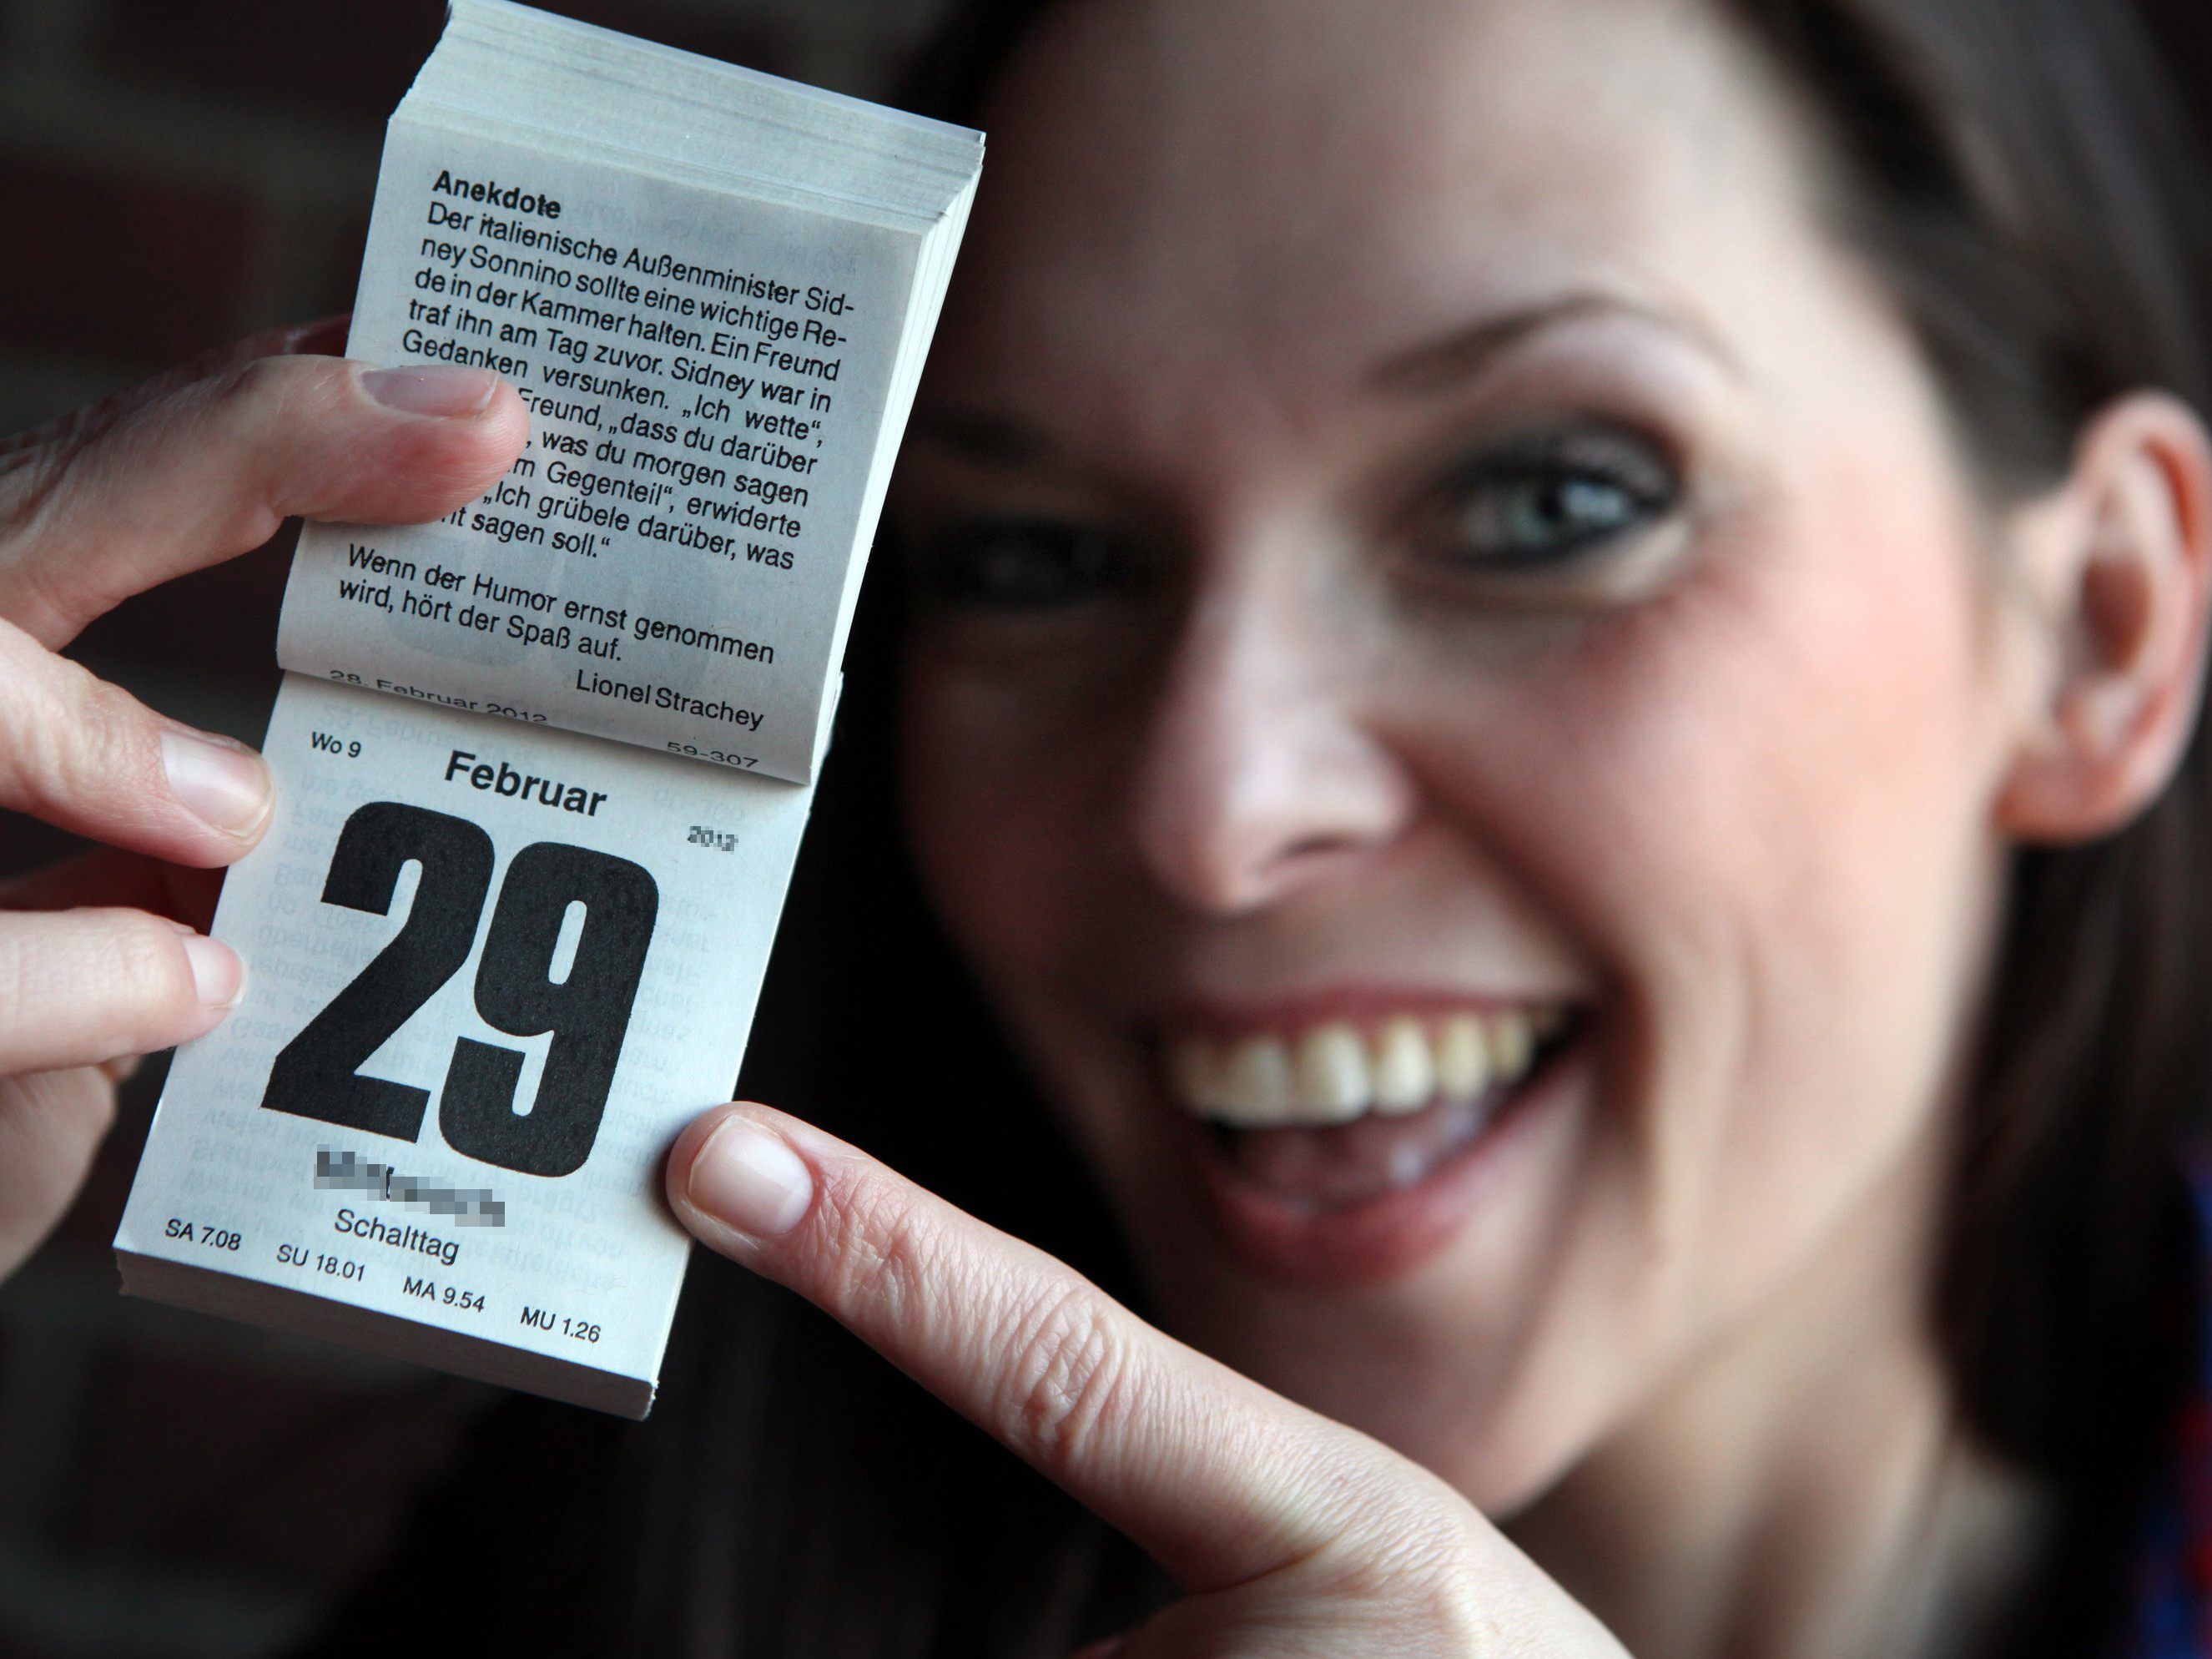 Anekdote
Der italienische Außenminister Sid-
ney Sonnino sollte eine wichtige Re-
de in der Kammer halten. Ein Freund
traf ihn am Tag zuvor. Sidney war in
Gedanken versunken. „Ich wette“,
Freund, „dass du darüber
, was du morgen sagen
m Gegenteil“, erwiderte
„Ich grübele darüber, was
sagen soll.“
Wenn der Humor ernst genommen
wird, hört der Spaß auf.
Lionel Strachey
28. Februar 2012
59-307
Wo 9
Februar
2012
29
Schalttag
SA 7.08 SU 18.01 MA 9.54 MU 1.26